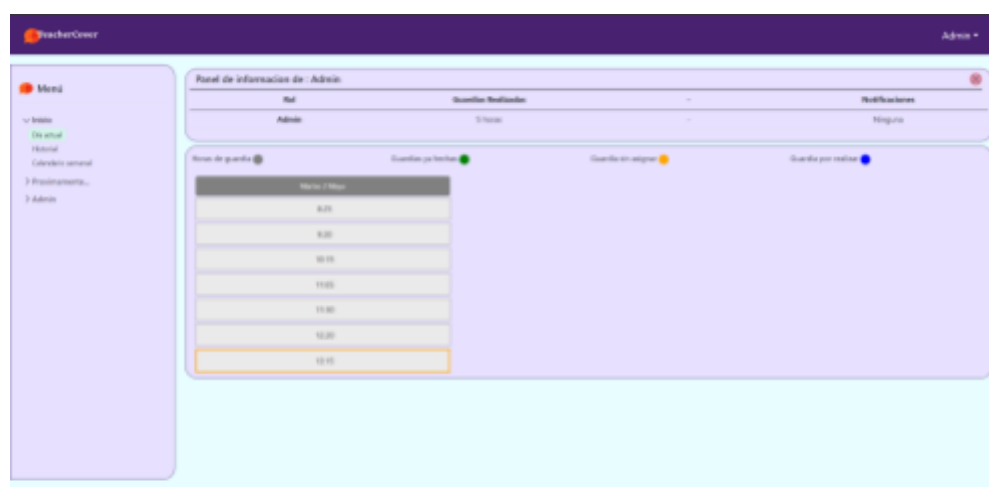 TeacherCover
Admin
Menú
Inicio
Día actual
Historial
Calendario semanal
Proximamente...
Admin
Panel de informacion de : Admin
Rol Guardias Realizadas - Notificaciones
Admin 5 horas - Ninguna
Horas de guardia Guardias ya hechas Guardia sin asignar Guardia por realizar
8:25
9:20
10:15
11:05
11:30
12:20
13:15